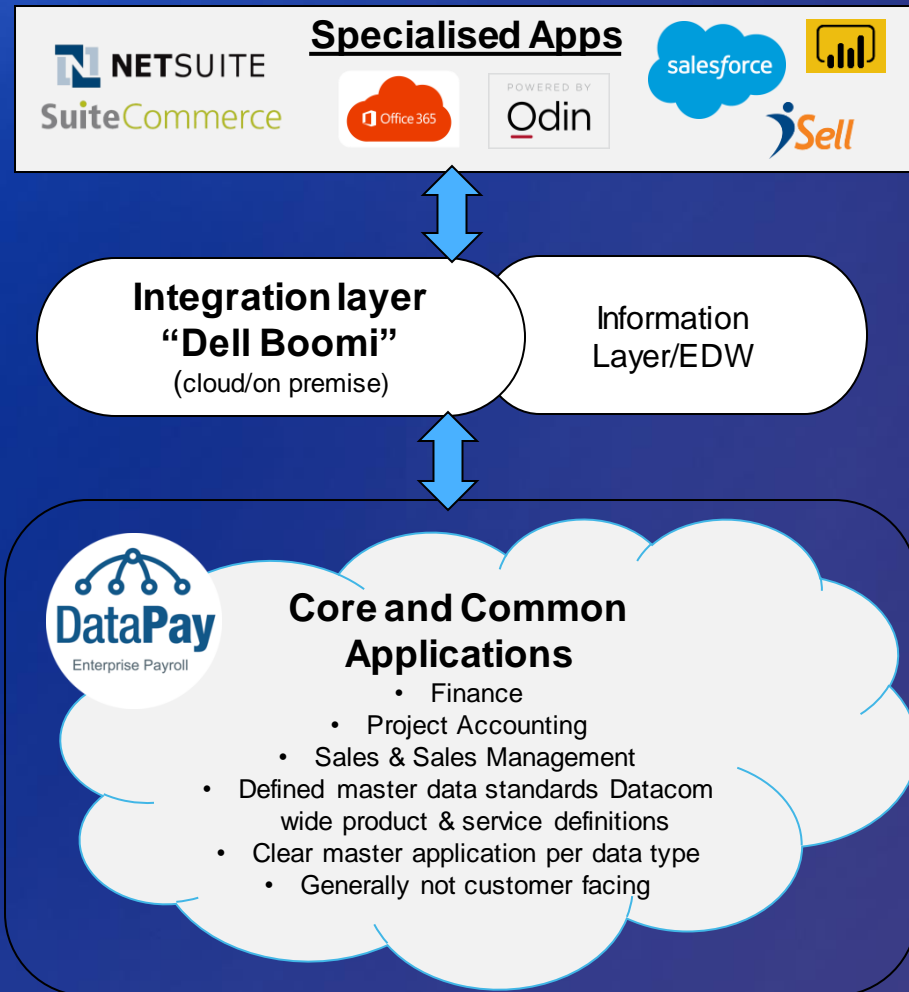 Specialised Apps
NETSUITE
SuiteCommerce
Office 365
POWERED BY
Odin
salesforce
iSell
Integration layer
“Dell Boomi”
(cloud/on premise)
Information
Layer/EDW
DataPay
Enterprise Payroll
Core and Common
Applications
• Finance
• Project Accounting
• Sales & Sales Management
• Defined master data standards Datacom
wide product & service definitions
• Clear master application per data type
• Generally not customer facing